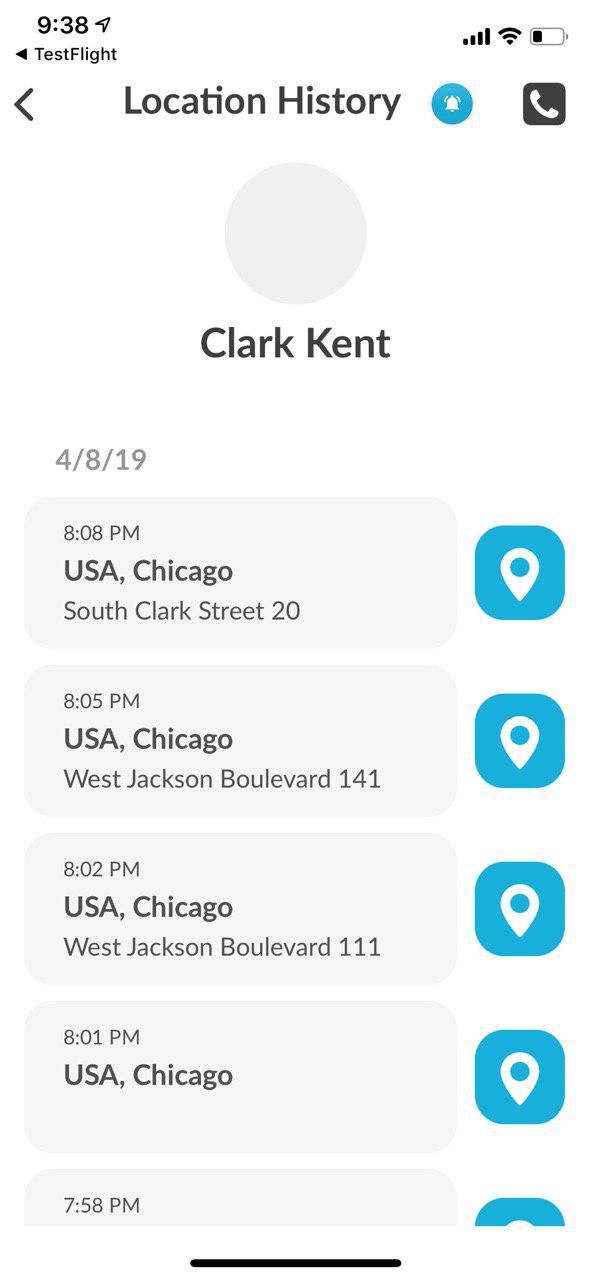 9:38
TestFlight
Location History
Clark Kent
4/8/19
8:08 PM
USA, Chicago
South Clark Street 20
8:05 PM
USA, Chicago
West Jackson Boulevard 141
8:02 PM
USA, Chicago
West Jackson Boulevard 111
8:01 PM
USA, Chicago
7:58 PM